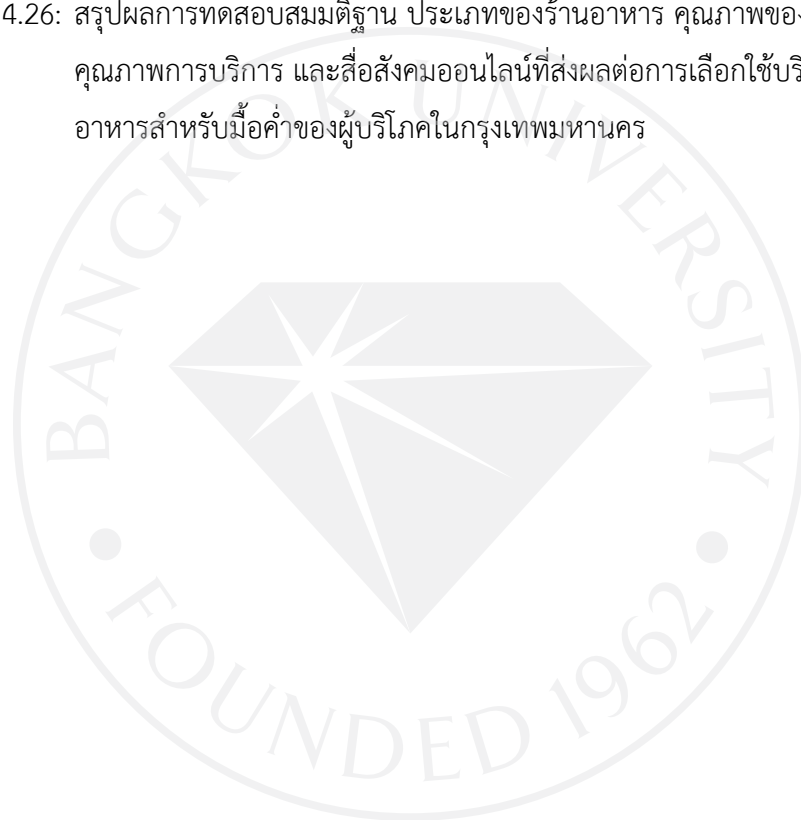 4.26: สรุปผลการทดสอบสมมติฐาน ประเภทของร้านอาหาร คุณภาพของ
คุณภาพการบริการ และสื่อสังคมออนไลน์ที่ส่งผลต่อการเลือกใช้บริ
อาหารสำหรับมื้อค่ำของผู้บริโภคในกรุงเทพมหานคร
BANGKOK UNIVERSITY
• FOUNDED 1962 •